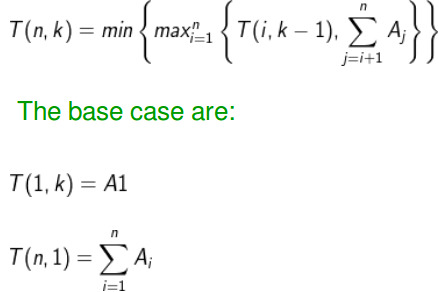 T(n, k) = min { max_{i=1}^{n} { T(i, k − 1), ∑_{j=i+1}^{n} A_j } }
The base case are:
T(1, k) = A1
T(n, 1) = ∑_{i=1}^{n} A_i